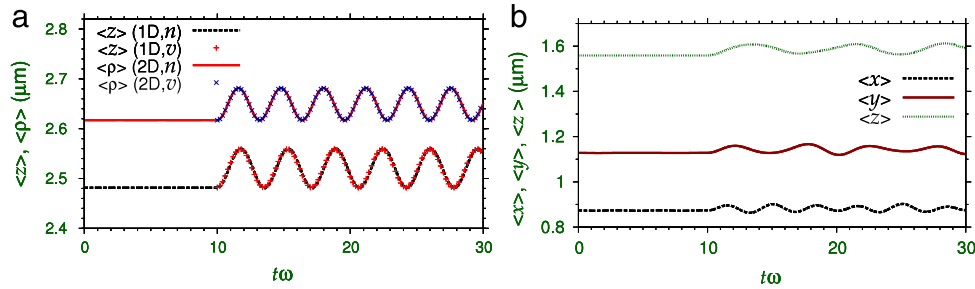 a
<z> (1D,n)
<z> (1D,v)
<ρ> (2D,n)
<ρ> (2D,v)
2.8
2.7
2.6
2.5
2.4
<z>, <ρ> (µm)
0
10
20
30
tω
b
<x>
<y>
<z>
1.6
1.4
1.2
1
0.8
<x>, <y>, <z> (µm)
0
10
20
30
tω